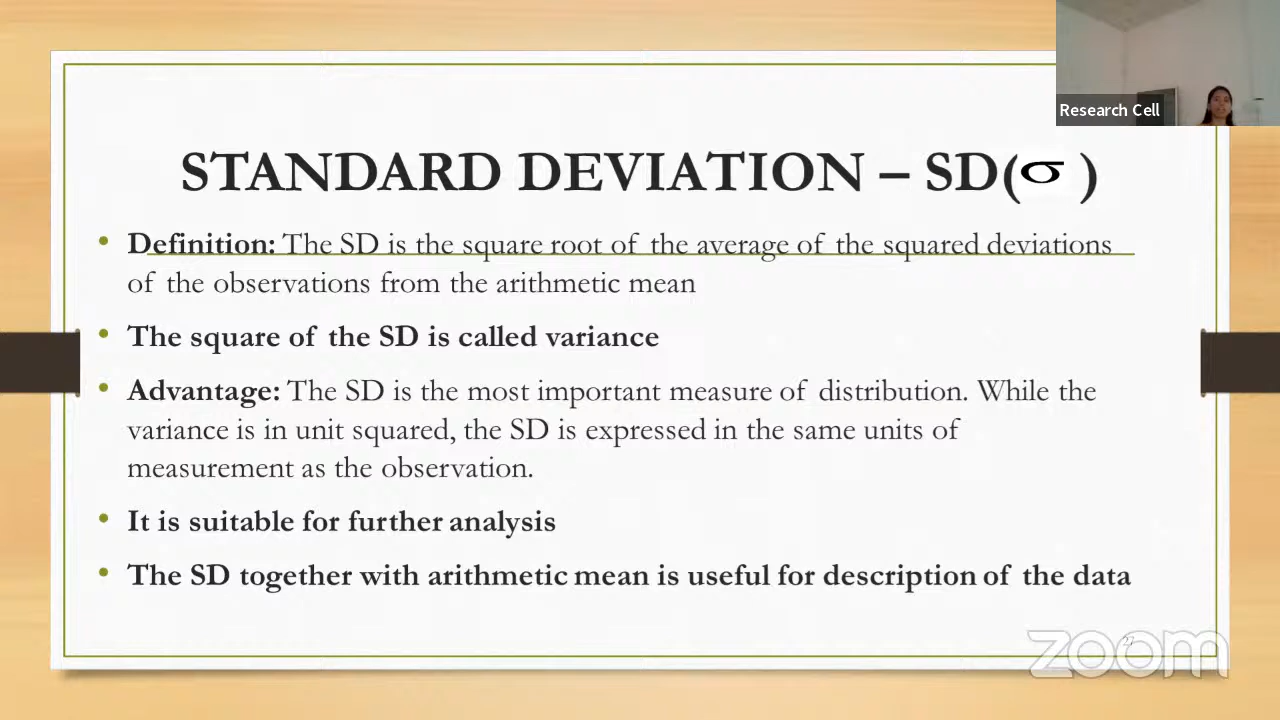 Research Cell
STANDARD DEVIATION – SD(σ )
• Definition: The SD is the square root of the average of the squared deviations
of the observations from the arithmetic mean
• The square of the SD is called variance
• Advantage: The SD is the most important measure of distribution. While the
variance is in unit squared, the SD is expressed in the same units of
measurement as the observation.
• It is suitable for further analysis
• The SD together with arithmetic mean is useful for description of the data
27
zoom